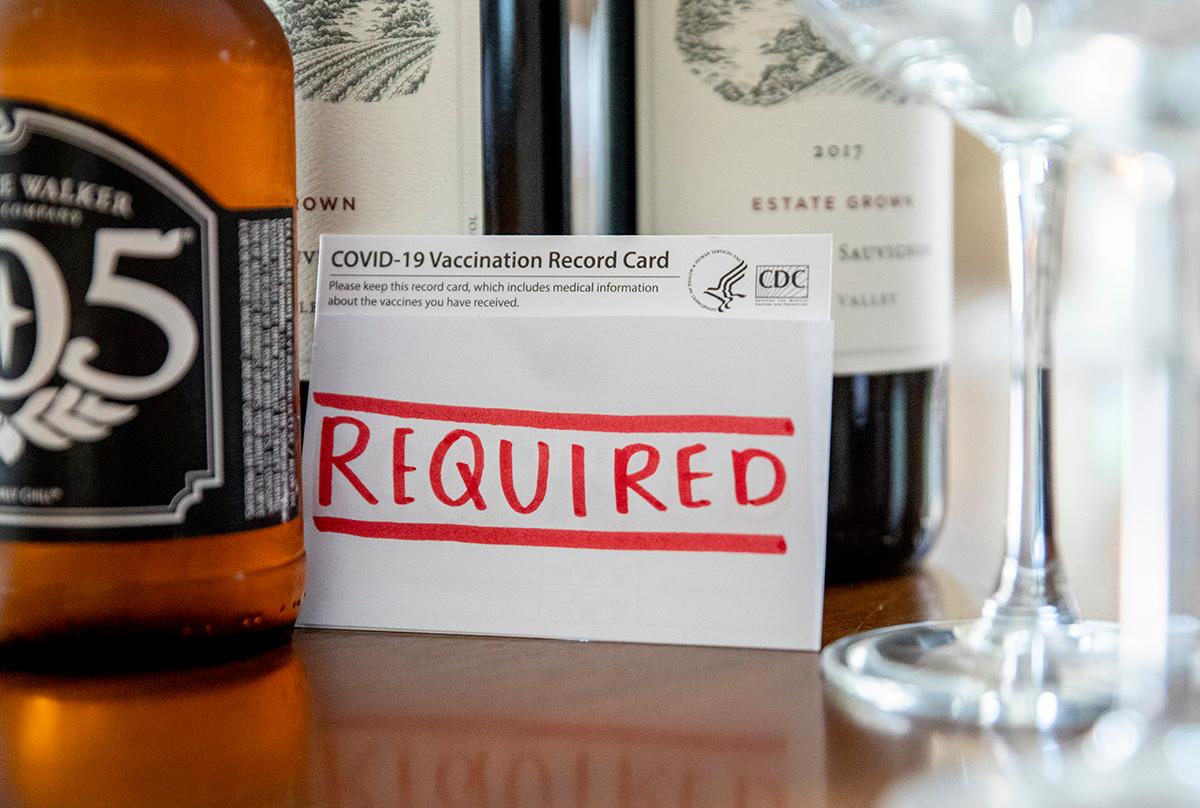 E WALKER
COMPANY
05
OWN
2017
ESTATE GROWN
SAUVIGNON
VALLEY
COVID-19 Vaccination Record Card
Please keep this record card, which includes medical information
about the vaccines you have received.
CDC
REQUIRED